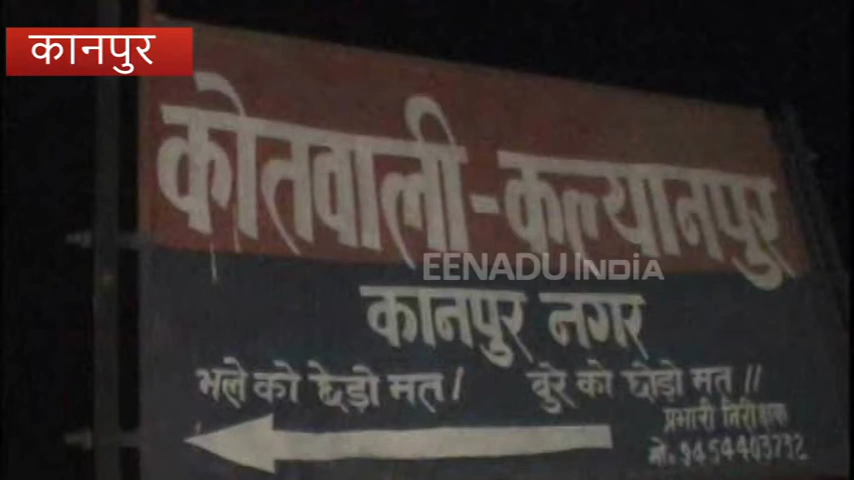 कानपुर
कोतवाली-कल्यानपुर
EENADU INDIA
कानपुर नगर
भले को छेड़ो मत। बुरे को छोड़ो मत॥
प्रभारी निरीक्षक
मो. 9454403732